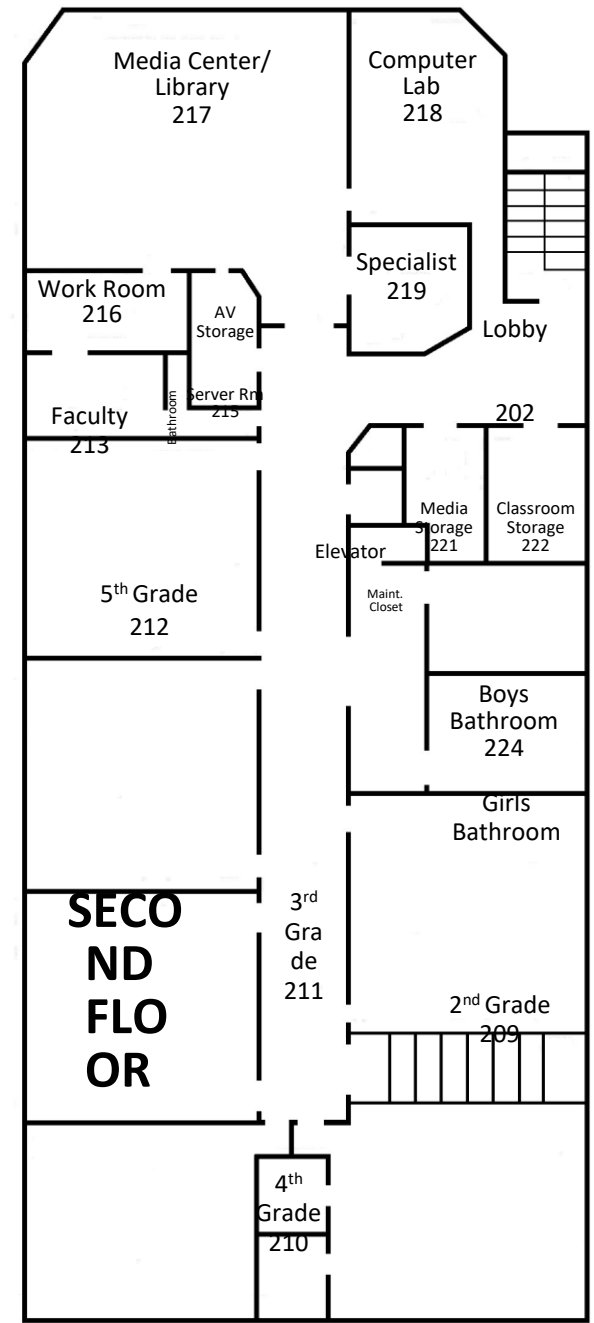 Media Center/
Library
217
Computer
Lab
218
Specialist
219
Work Room
216
AV
Storage
Lobby
Server Rm
215
Bathroom
Faculty
213
202
Media
Storage
221
Classroom
Storage
222
Elevator
Maint.
Closet
5th Grade
212
Boys
Bathroom
224
Girls
Bathroom
SECO
ND
FLO
OR
3rd
Gra
de
211
2nd Grade
209
4th
Grade
210